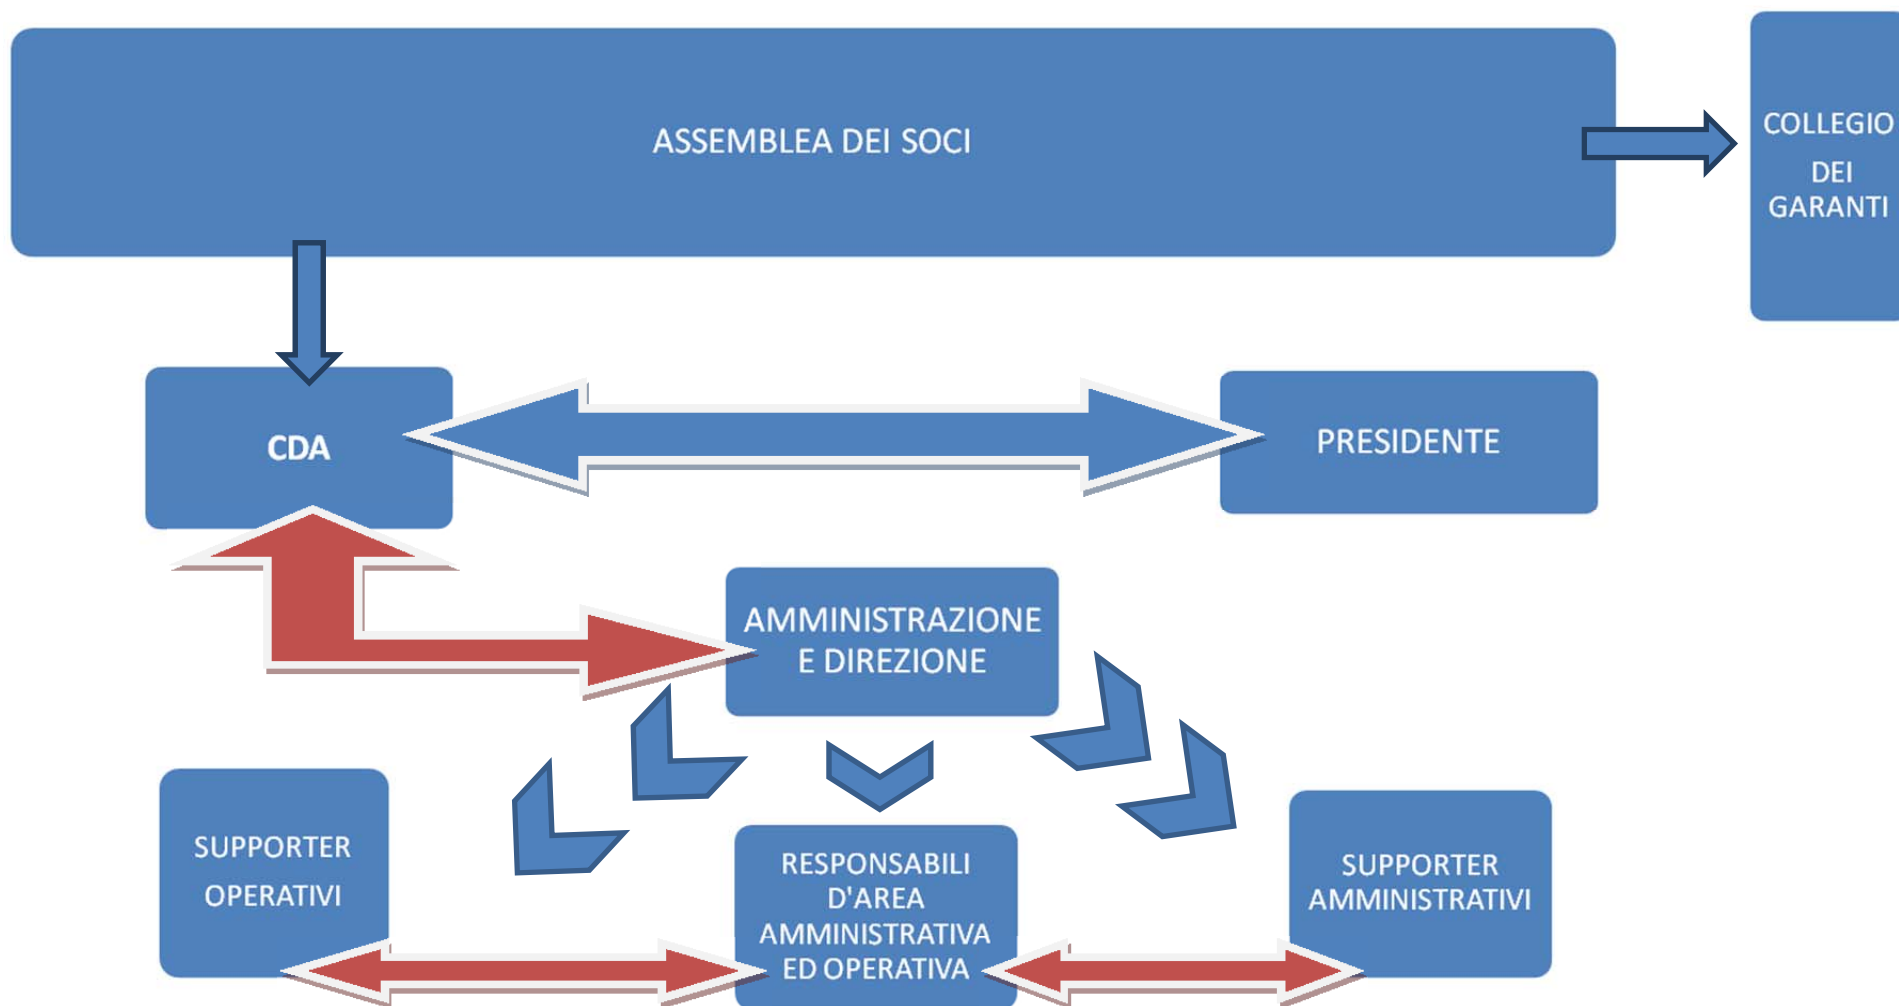 ASSEMBLEA DEI SOCI
COLLEGIO
DEI
GARANTI
CDA
PRESIDENTE
AMMINISTRAZIONE
E DIREZIONE
SUPPORTER
OPERATIVI
RESPONSABILI
D'AREA
AMMINISTRATIVA
ED OPERATIVA
SUPPORTER
AMMINISTRATIVI